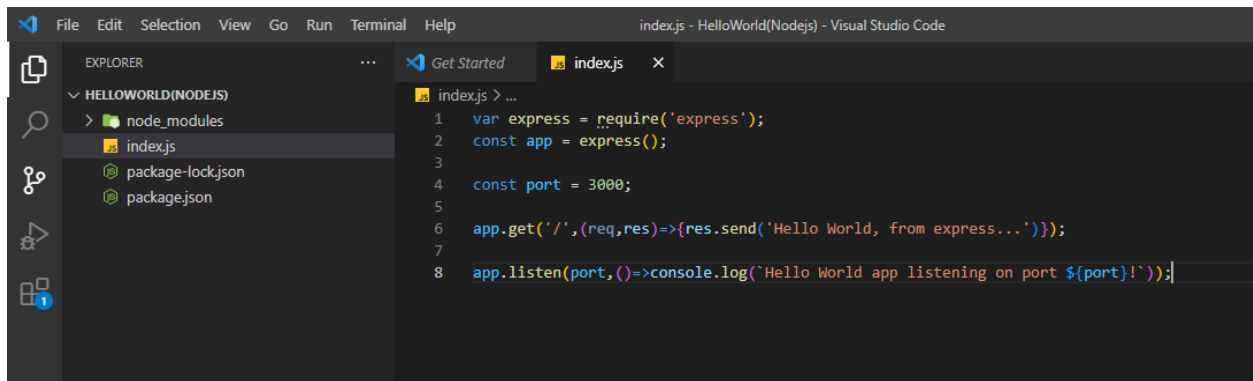 File Edit Selection View Go Run Terminal Help index.js - HelloWorld(Nodejs) - Visual Studio Code
EXPLORER ...
HELLOWORLD(NODEJS)
node_modules
JS index.js
package-lock.json
package.json
Get Started JS index.js ×
JS index.js > ...
1 var express = require('express');
2 const app = express();
3
4 const port = 3000;
5
6 app.get('/',(req,res)=>{res.send('Hello World, from express...')});
7
8 app.listen(port,()=>console.log(`Hello World app listening on port ${port}!`));
1